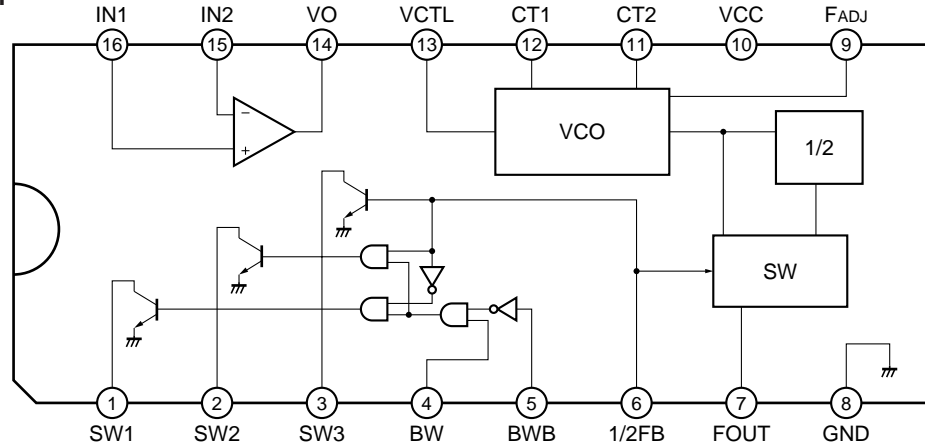 IN1 IN2 VO VCTL CT1 CT2 VCC FADJ
16 15 14 13 12 11 10 9
−
+
VCO
1/2
SW
1 2 3 4 5 6 7 8
SW1 SW2 SW3 BW BWB 1/2FB FOUT GND